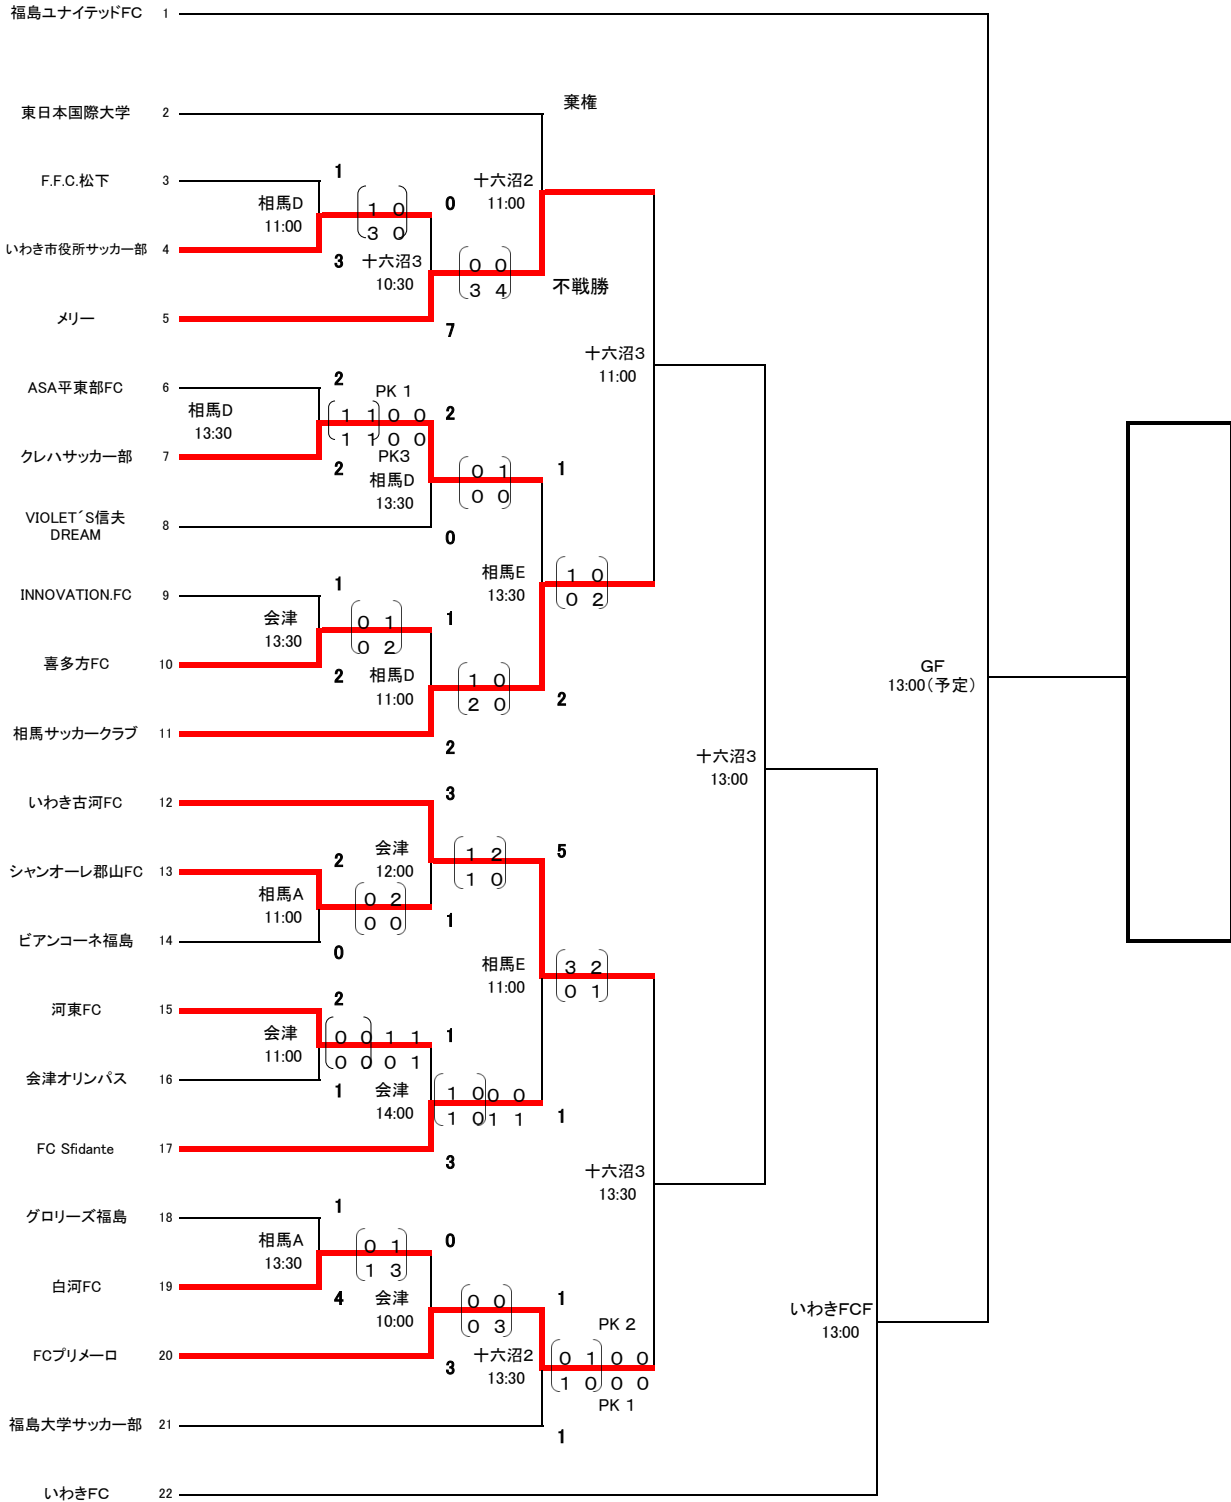 福島ユナイテッドFC 1
東日本国際大学 2
棄権
F.F.C.松下 3
1
相馬D
11:00
1 0
3 0
0
十六沼2
11:00
いわき市役所サッカー部 4
3
十六沼3
10:30
0 0
3 4
不戦勝
メリー 5
7
十六沼3
11:00
ASA平東部FC 6
2
PK 1
相馬D
13:30
1 1 0 0
1 1 0 0
2
クレハサッカー部 7
2
PK3
相馬D
13:30
0 1
0 0
1
VIOLET´S信夫
DREAM
8
0
INNOVATION.FC 9
1
相馬E
13:30
1 0
0 2
会津
13:30
0 1
0 2
1
喜多方FC 10
2
相馬D
11:00
1 0
2 0
2
GF
13:00(予定)
相馬サッカークラブ 11
2
十六沼3
13:00
いわき古河FC 12
3
シャンオーレ郡山FC 13
2
会津
12:00
1 2
1 0
5
相馬A
11:00
0 2
0 0
1
ビアンコーネ福島 14
0
相馬E
11:00
3 2
0 1
河東FC 15
2
会津
11:00
0 0 1 1
0 0 0 1
1
会津オリンパス 16
1
会津
14:00
1 0 0 0
1 0 1 1
1
FC Sfidante 17
3
十六沼3
13:30
グロリーズ福島 18
1
相馬A
13:30
0 1
1 3
0
白河FC 19
4
会津
10:00
0 0
0 3
1
PK 2
いわきFCF
13:00
FCプリメーロ 20
3
十六沼2
13:30
0 1 0 0
1 0 0 0
PK 1
福島大学サッカー部 21
1
いわきFC 22